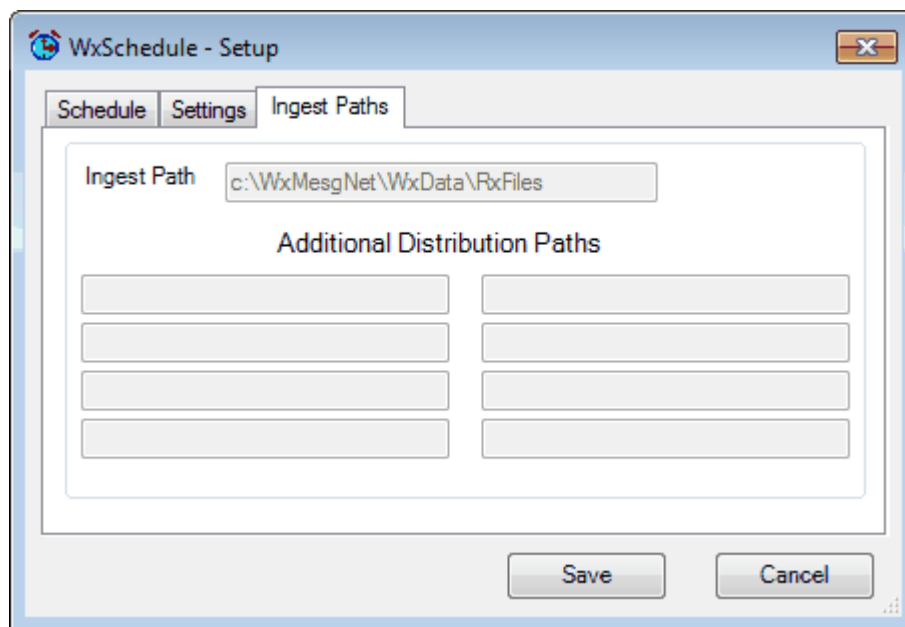 WxSchedule - Setup
Schedule Settings Ingest Paths
Ingest Path c:\WxMesgNet\WxData\RxFiles
Additional Distribution Paths
Save Cancel